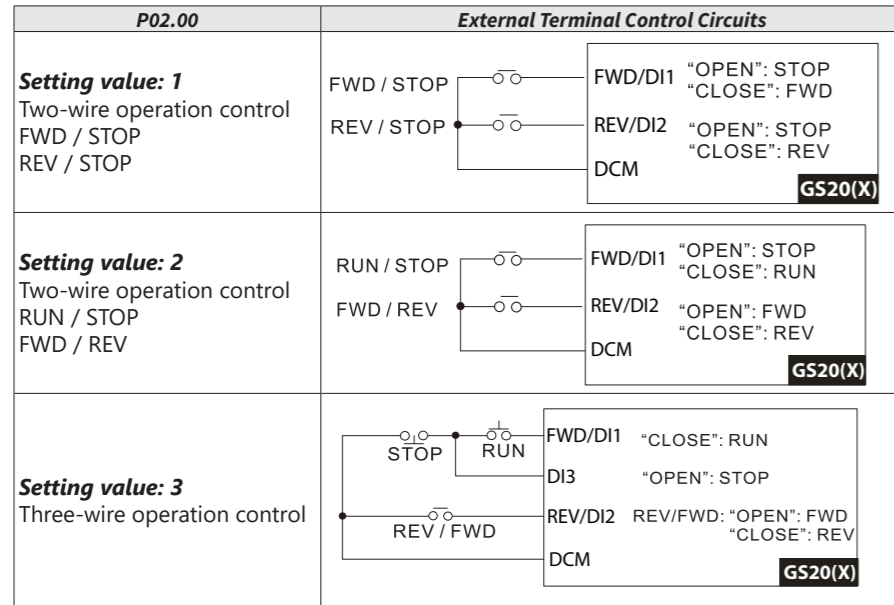 P02.00
External Terminal Control Circuits
Setting value: 1
Two-wire operation control
FWD / STOP
REV / STOP
FWD / STOP
REV / STOP
FWD/DI1 "OPEN": STOP
"CLOSE": FWD
REV/DI2 "OPEN": STOP
"CLOSE": REV
DCM
GS20(X)
Setting value: 2
Two-wire operation control
RUN / STOP
FWD / REV
RUN / STOP
FWD / REV
FWD/DI1 "OPEN": STOP
"CLOSE": RUN
REV/DI2 "OPEN": FWD
"CLOSE": REV
DCM
GS20(X)
Setting value: 3
Three-wire operation control
STOP
RUN
REV / FWD
FWD/DI1 "CLOSE": RUN
DI3 "OPEN": STOP
REV/DI2 REV/FWD: "OPEN": FWD
"CLOSE": REV
DCM
GS20(X)